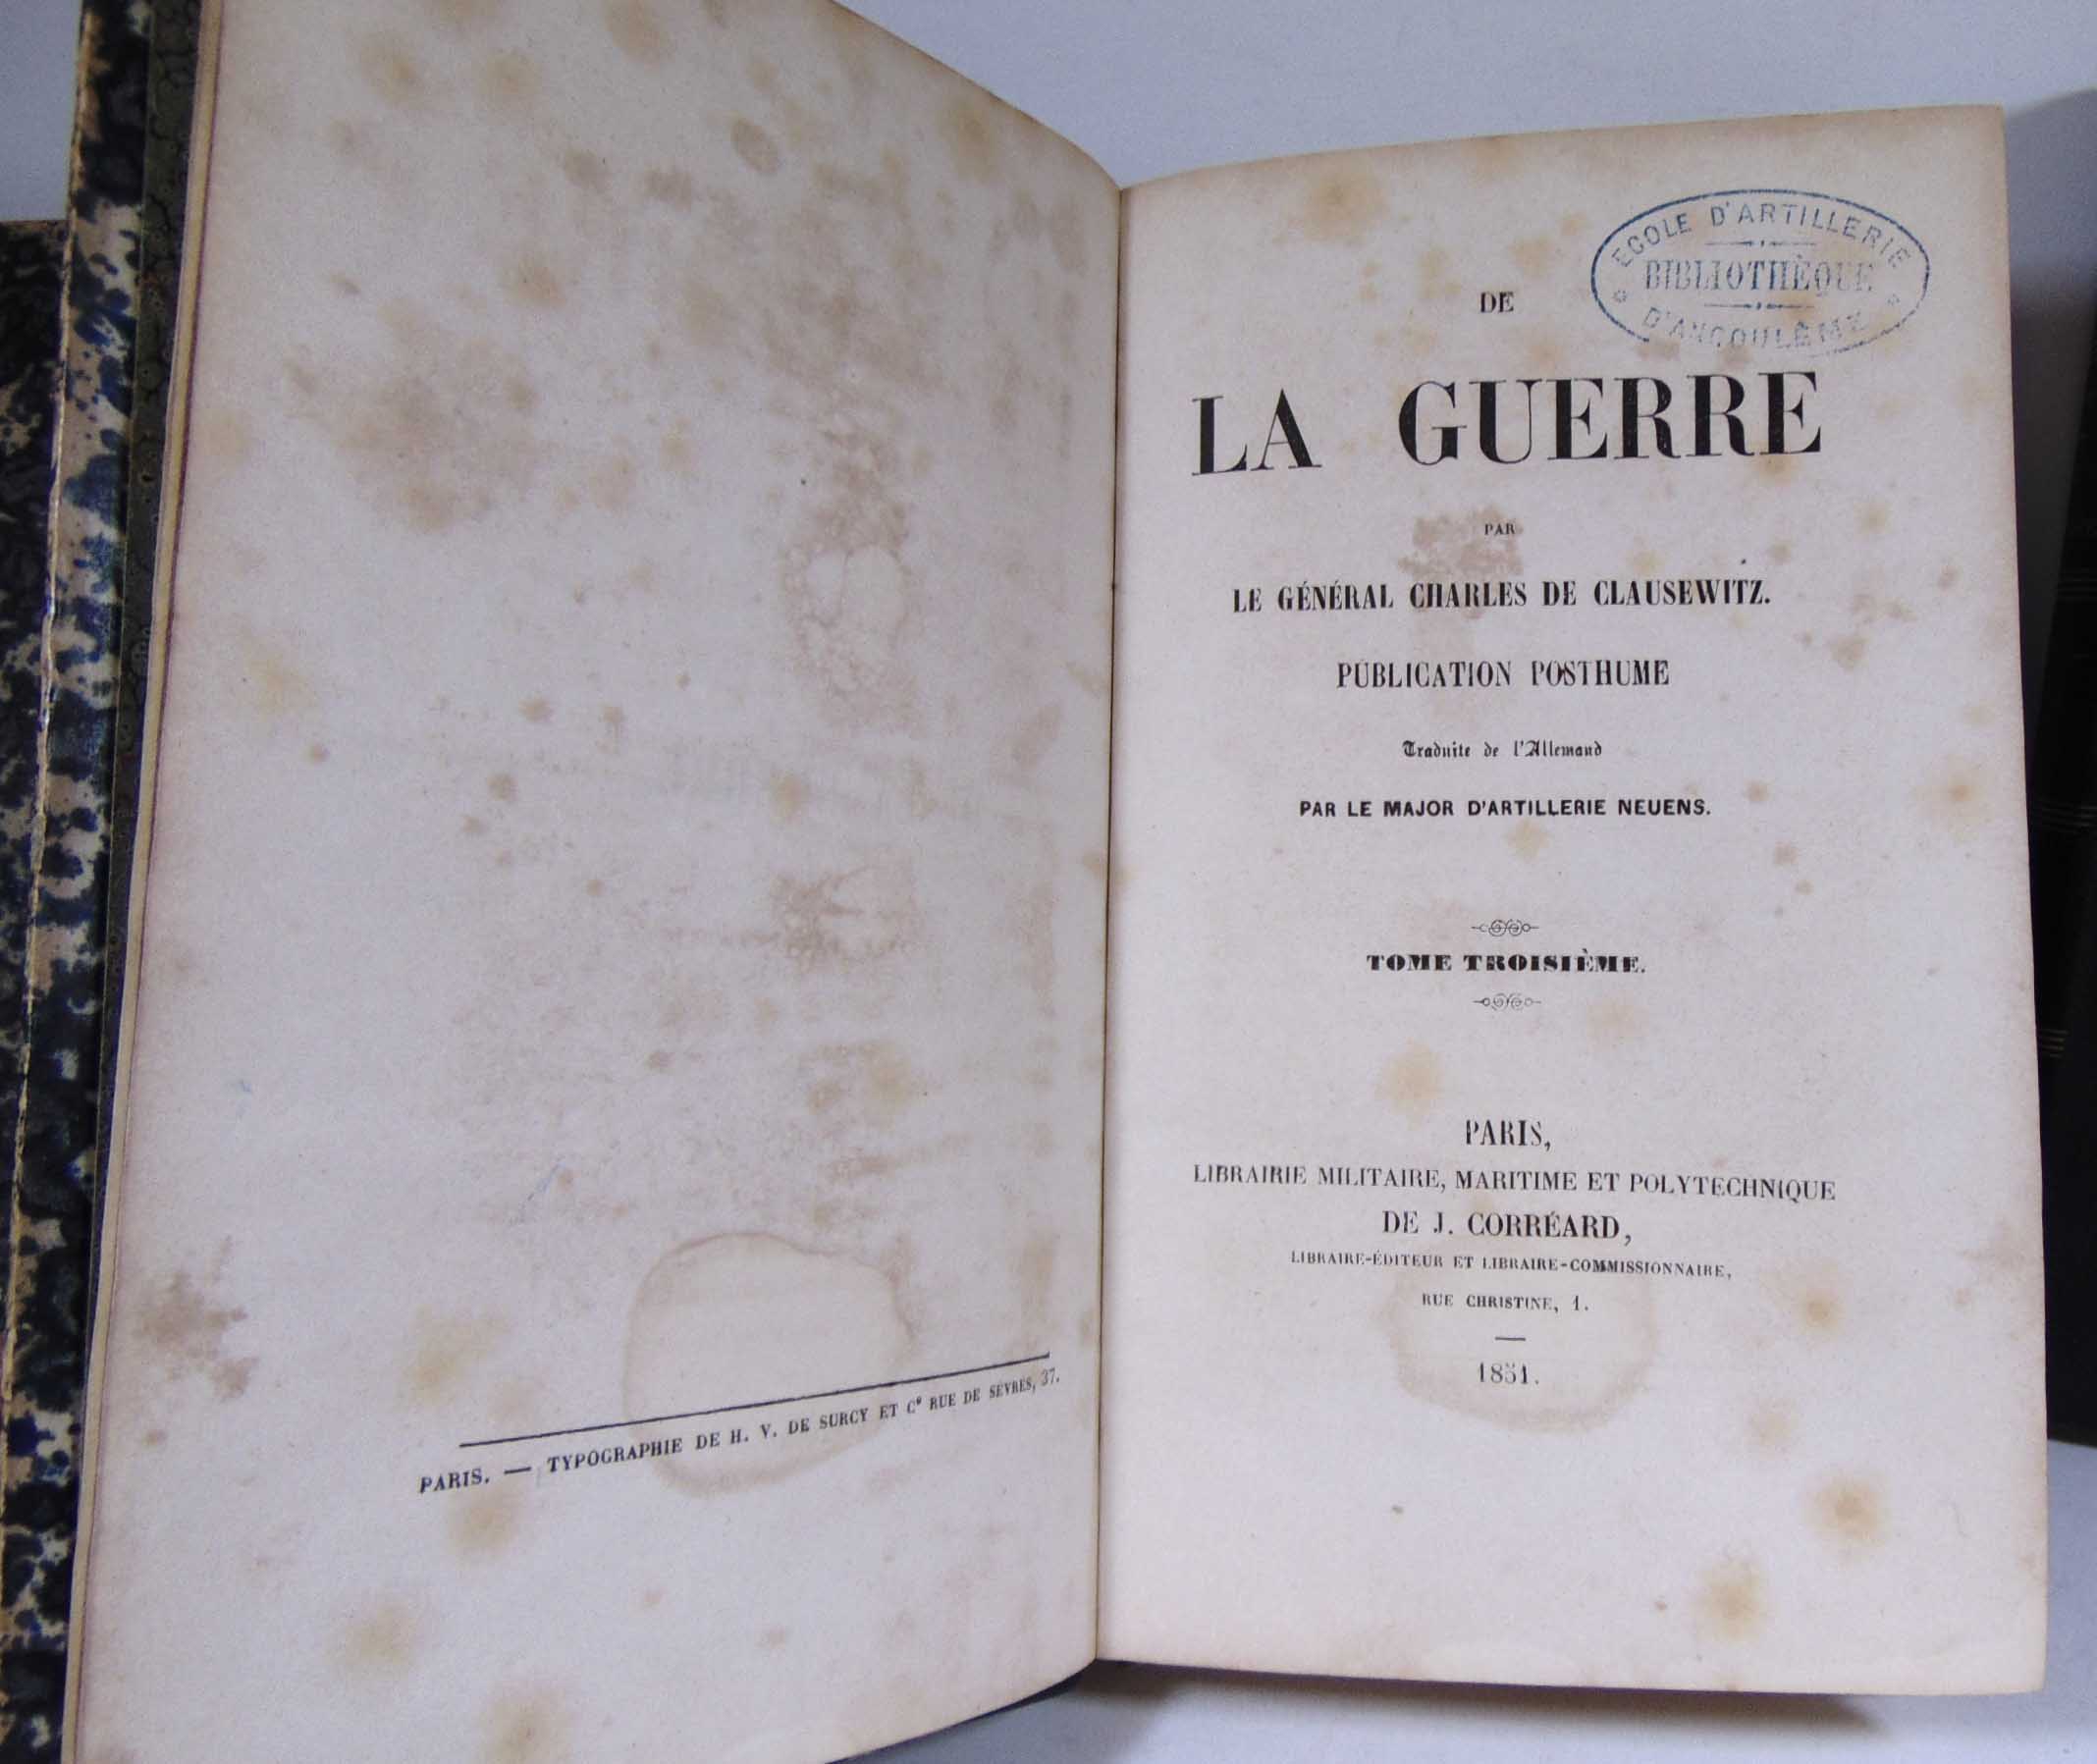 PARIS. — TYPOGRAPHIE DE H. V. DE SURCY ET Cᵉ RUE DE SÈVRES, 37.
ECOLE D'ARTILLERIE
BIBLIOTHÈQUE
D'ANGOULÊME
DE
LA GUERRE
PAR
LE GÉNÉRAL CHARLES DE CLAUSEWITZ.
PUBLICATION POSTHUME
Traduite de l'Allemand
PAR LE MAJOR D'ARTILLERIE NEUENS.
TOME TROISIÈME.
PARIS,
LIBRAIRIE MILITAIRE, MARITIME ET POLYTECHNIQUE
DE J. CORRÉARD,
LIBRAIRE-ÉDITEUR ET LIBRAIRE-COMMISSIONNAIRE,
RUE CHRISTINE, 1.
1851.